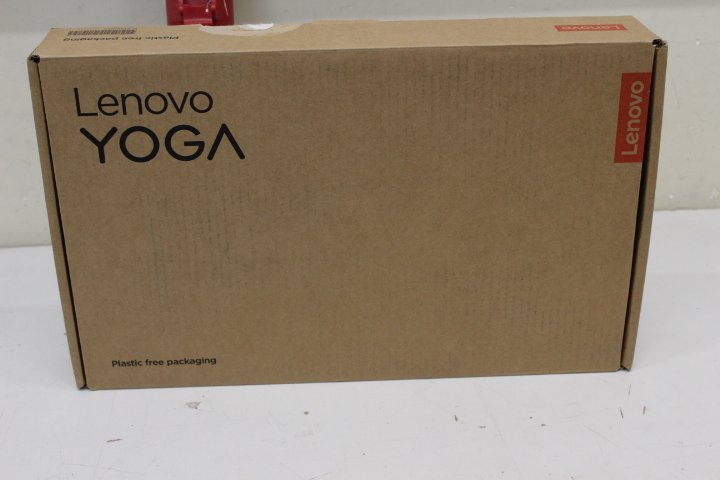 Plastic free packaging
Lenovo
Lenovo
YOGA
Lenovo
Plastic free packaging